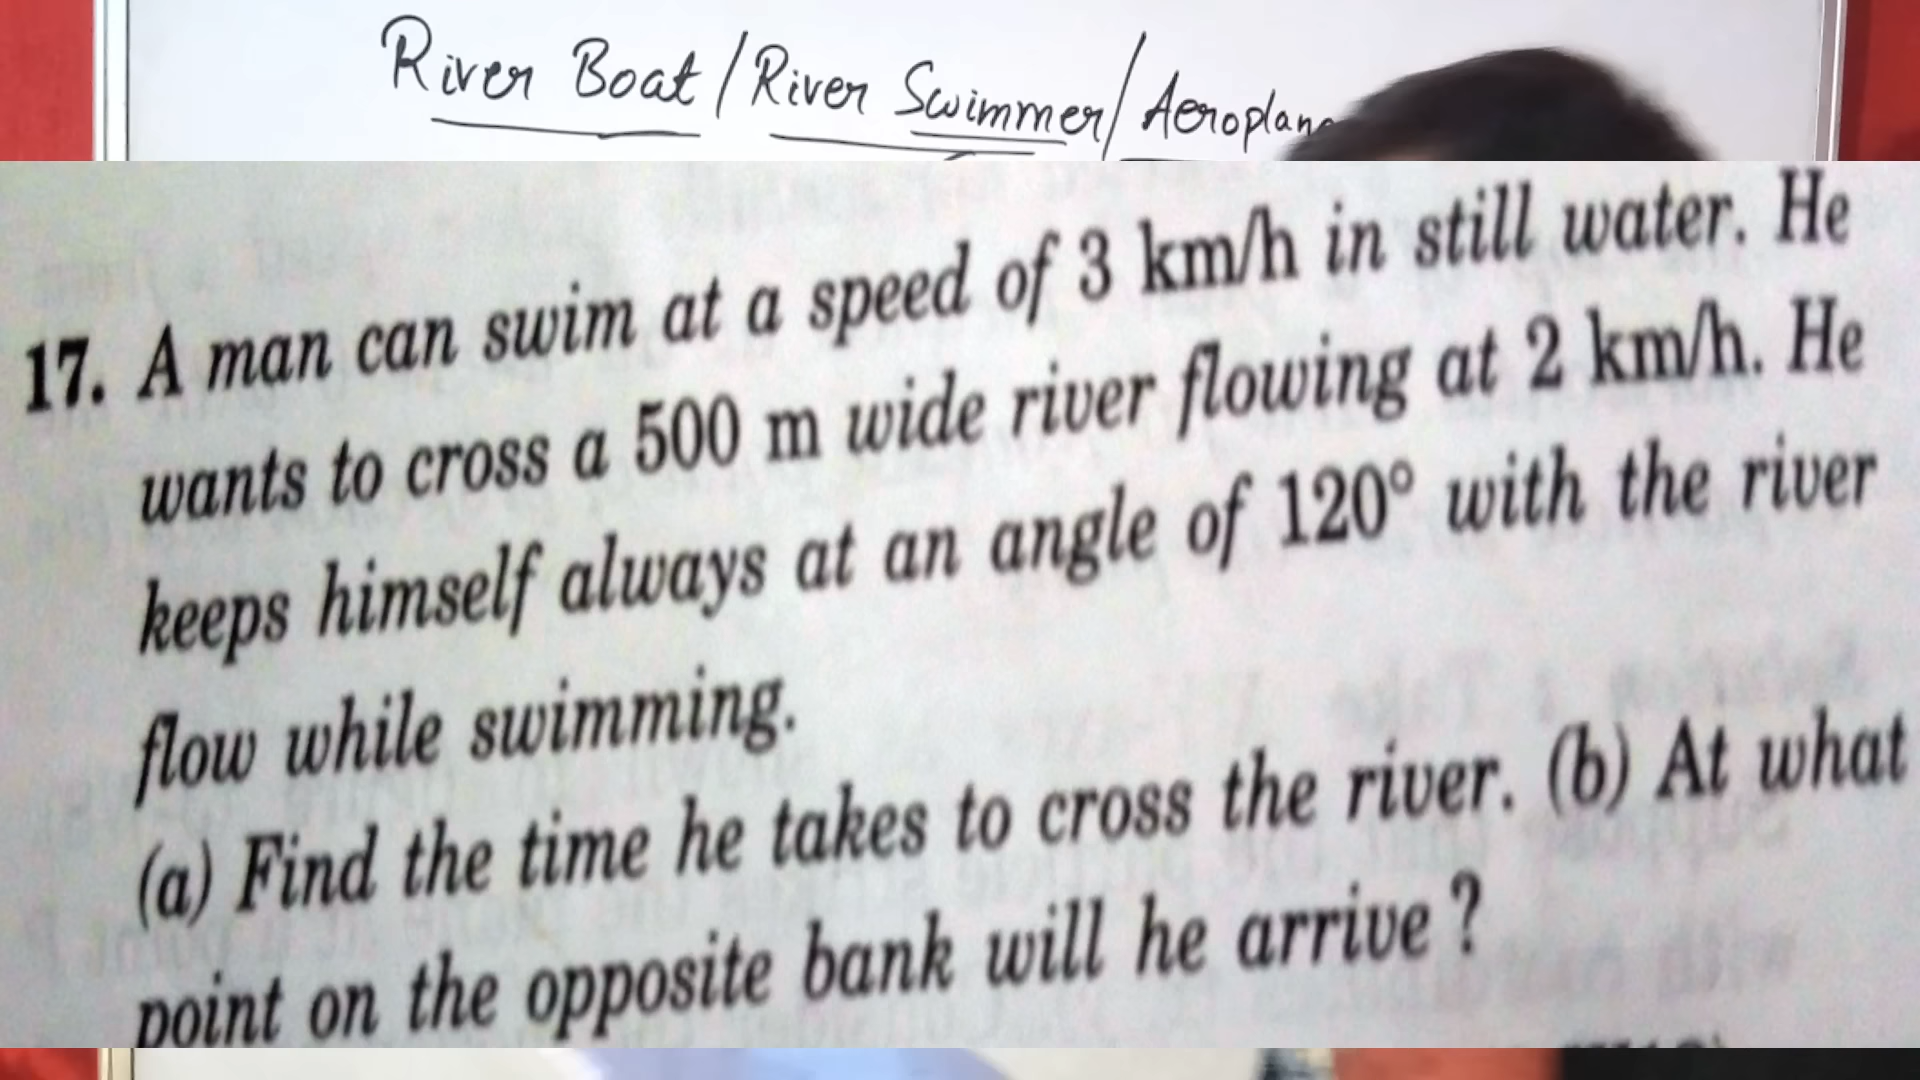 River Boat / River Swimmer / Aeroplane
17. A man can swim at a speed of 3 km/h in still water. He
wants to cross a 500 m wide river flowing at 2 km/h. He
keeps himself always at an angle of 120° with the river
flow while swimming.
(a) Find the time he takes to cross the river. (b) At what
point on the opposite bank will he arrive ?